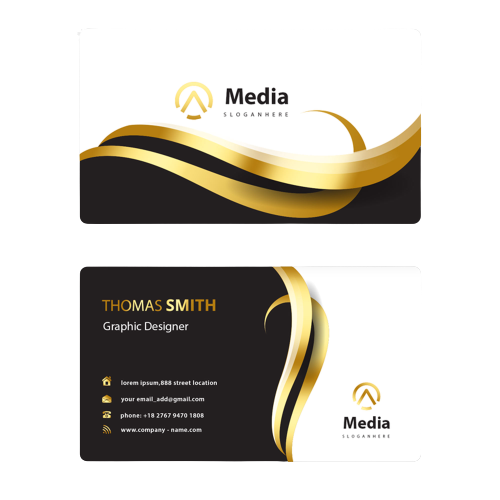 Media
SLOGANHERE
THOMAS SMITH
Graphic Designer
lorem ipsum,888 street location
your email_add@email.com
phone: +18 2767 9470 1808
www.company - name.com
Media
SLOGANHERE